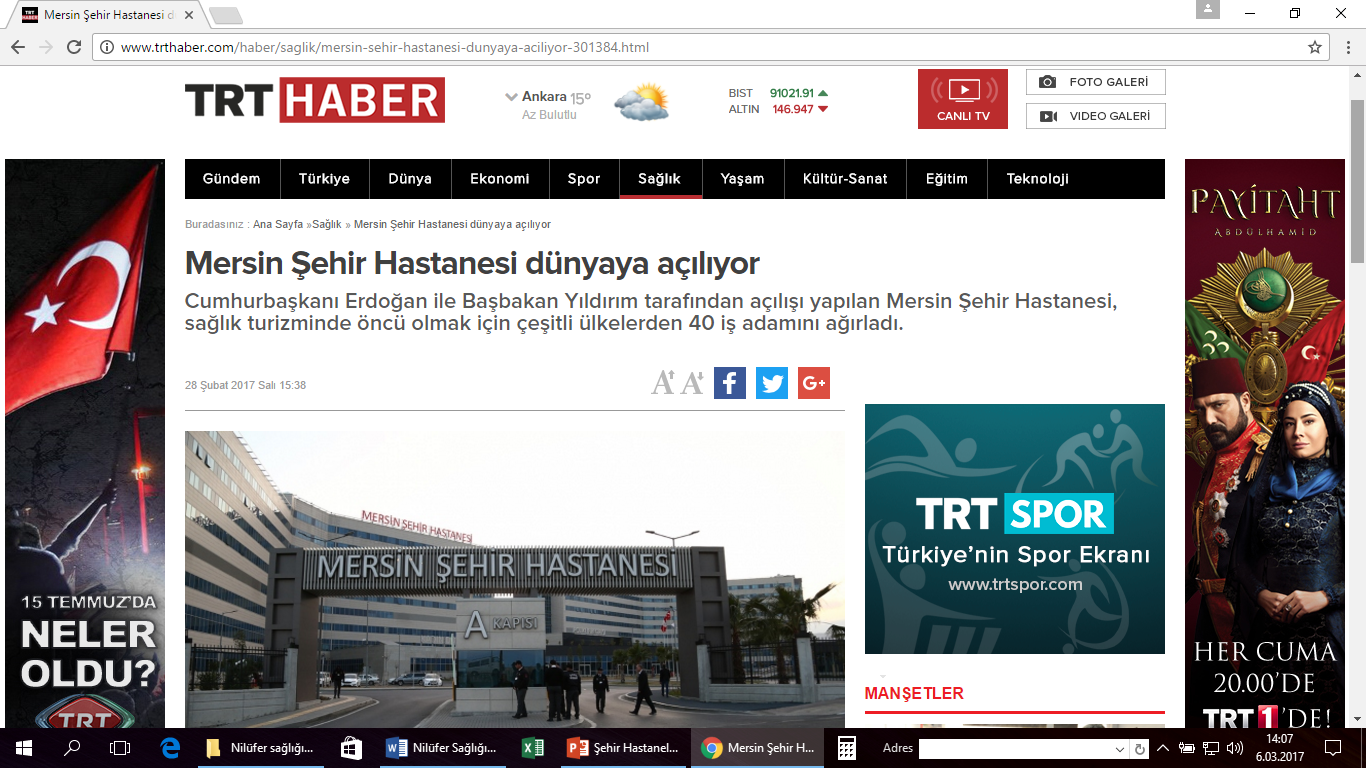 Mersin Şehir Hastanesi d
www.trthaber.com/haber/saglik/mersin-sehir-hastanesi-dunyaya-aciliyor-301384.html
TRT HABER
Ankara 15°
Az Bulutlu
BIST 91021.91
ALTIN 146.947
CANLI TV
FOTO GALERİ
VIDEO GALERİ
Gündem Türkiye Dünya Ekonomi Spor Sağlık Yaşam Kültür-Sanat Eğitim Teknoloji
Buradasınız : Ana Sayfa »Sağlık » Mersin Şehir Hastanesi dünyaya açılıyor
Mersin Şehir Hastanesi dünyaya açılıyor
Cumhurbaşkanı Erdoğan ile Başbakan Yıldırım tarafından açılışı yapılan Mersin Şehir Hastanesi,
sağlık turizminde öncü olmak için çeşitli ülkelerden 40 iş adamını ağırladı.
28 Şubat 2017 Salı 15:38
A A f G+
MERSİN ŞEHİR HASTANESİ
MERSİN ŞEHİR HASTANESİ
A KAPISI
15 TEMMUZ'DA
NELER
OLDU?
TRT
TRT SPOR
Türkiye'nin Spor Ekranı
www.trtspor.com
MANŞETLER
PAYİTAHT
ABDÜLHAMİD
HER CUMA
20.00'DE
TRT 1'DE!
Nilüfer sağlığı... Nilüfer Sağlığı... Şehir Hastanel... Mersin Şehir H... Adres
14:07
6.03.2017